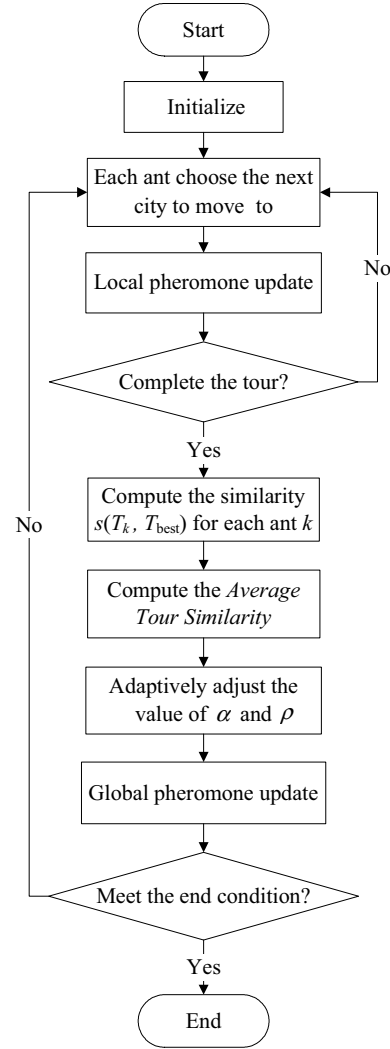 Start
Initialize
Each ant choose the next
city to move to
No
Local pheromone update
Complete the tour?
Yes
No
Compute the similarity
s(Tk, Tbest) for each ant k
Compute the Average
Tour Similarity
Adaptively adjust the
value of α and ρ
Global pheromone update
Meet the end condition?
Yes
End